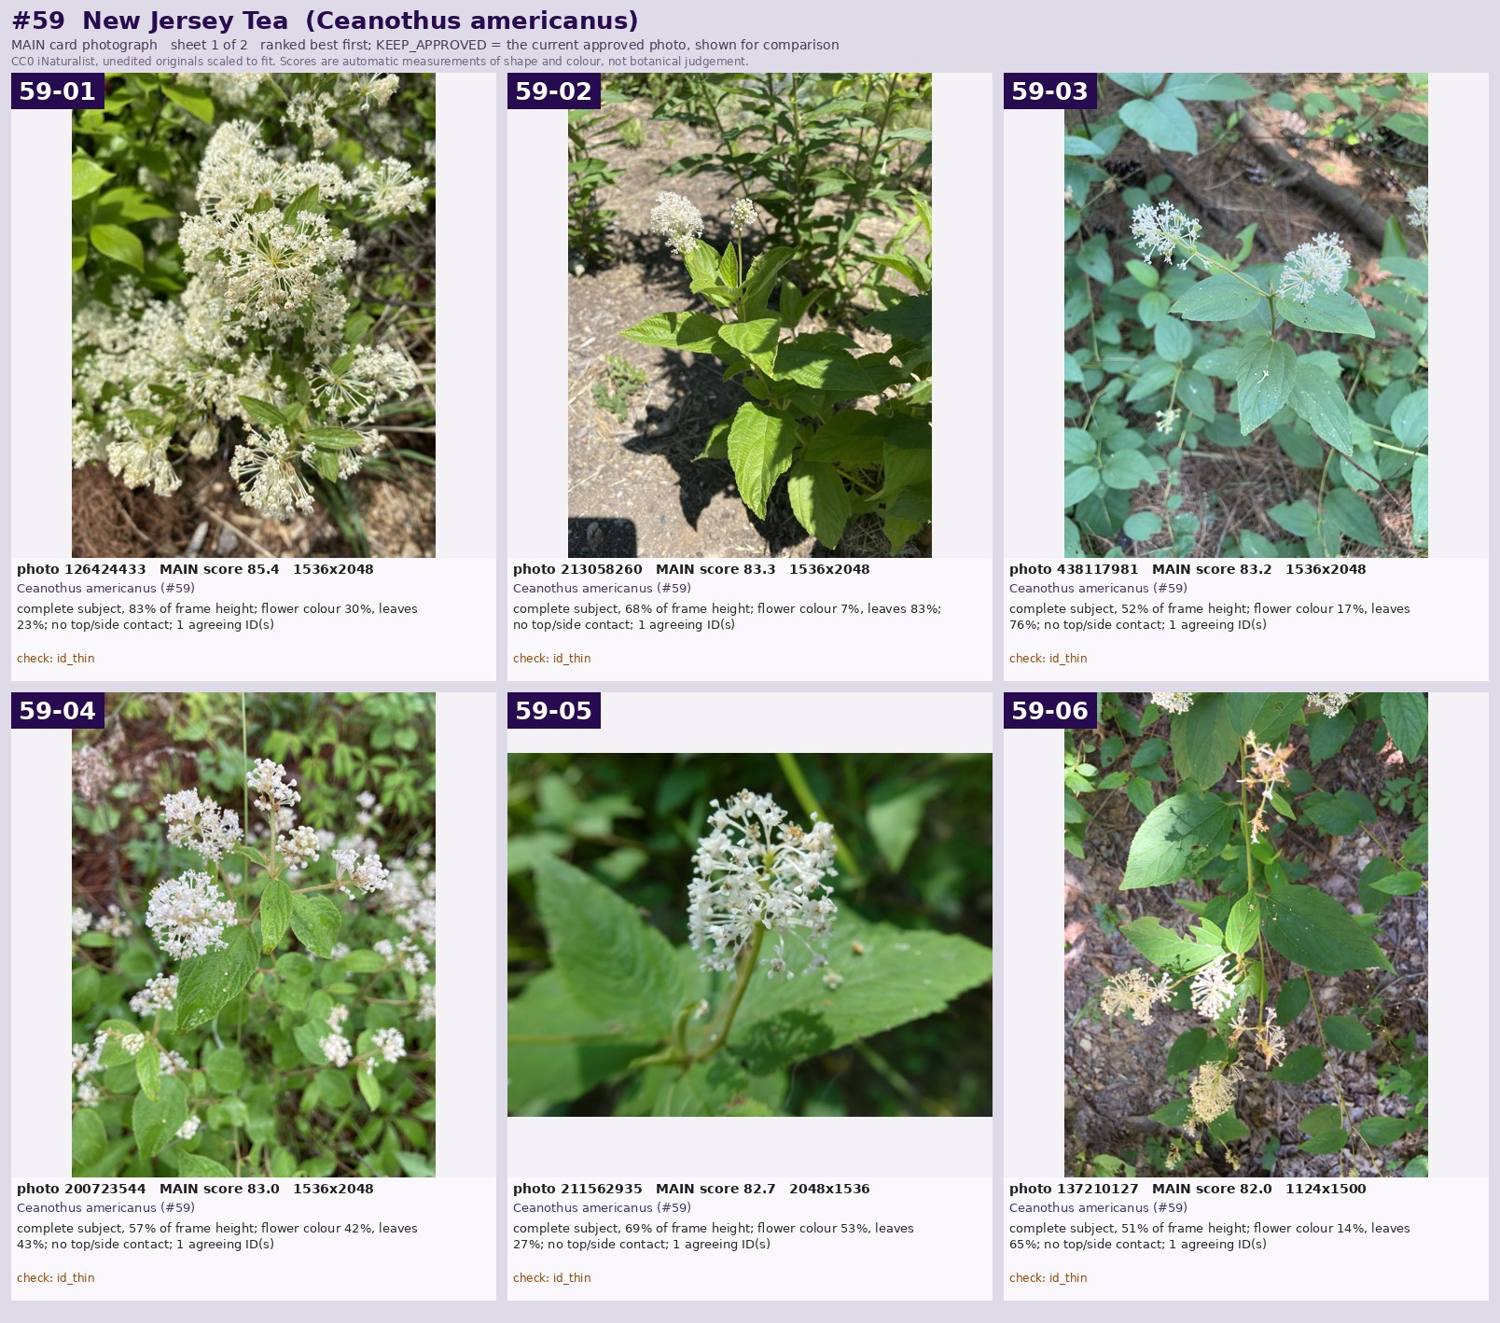 #59 New Jersey Tea (Ceanothus americanus)
MAIN card photograph sheet 1 of 2 ranked best first; KEEP_APPROVED = the current approved photo, shown for comparison
CC0 iNaturalist, unedited originals scaled to fit. Scores are automatic measurements of shape and colour, not botanical judgement.
59-01
59-02
59-03
photo 126424433 MAIN score 85.4 1536x2048
Ceanothus americanus (#59)
complete subject, 83% of frame height; flower colour 30%, leaves
23%; no top/side contact; 1 agreeing ID(s)
check: id_thin
photo 213058260 MAIN score 83.3 1536x2048
Ceanothus americanus (#59)
complete subject, 68% of frame height; flower colour 7%, leaves 83%;
no top/side contact; 1 agreeing ID(s)
check: id_thin
photo 438117981 MAIN score 83.2 1536x2048
Ceanothus americanus (#59)
complete subject, 52% of frame height; flower colour 17%, leaves
76%; no top/side contact; 1 agreeing ID(s)
check: id_thin
59-04
59-05
59-06
photo 200723544 MAIN score 83.0 1536x2048
Ceanothus americanus (#59)
complete subject, 57% of frame height; flower colour 42%, leaves
43%; no top/side contact; 1 agreeing ID(s)
check: id_thin
photo 211562935 MAIN score 82.7 2048x1536
Ceanothus americanus (#59)
complete subject, 69% of frame height; flower colour 53%, leaves
27%; no top/side contact; 1 agreeing ID(s)
check: id_thin
photo 137210127 MAIN score 82.0 1124x1500
Ceanothus americanus (#59)
complete subject, 51% of frame height; flower colour 14%, leaves
65%; no top/side contact; 1 agreeing ID(s)
check: id_thin